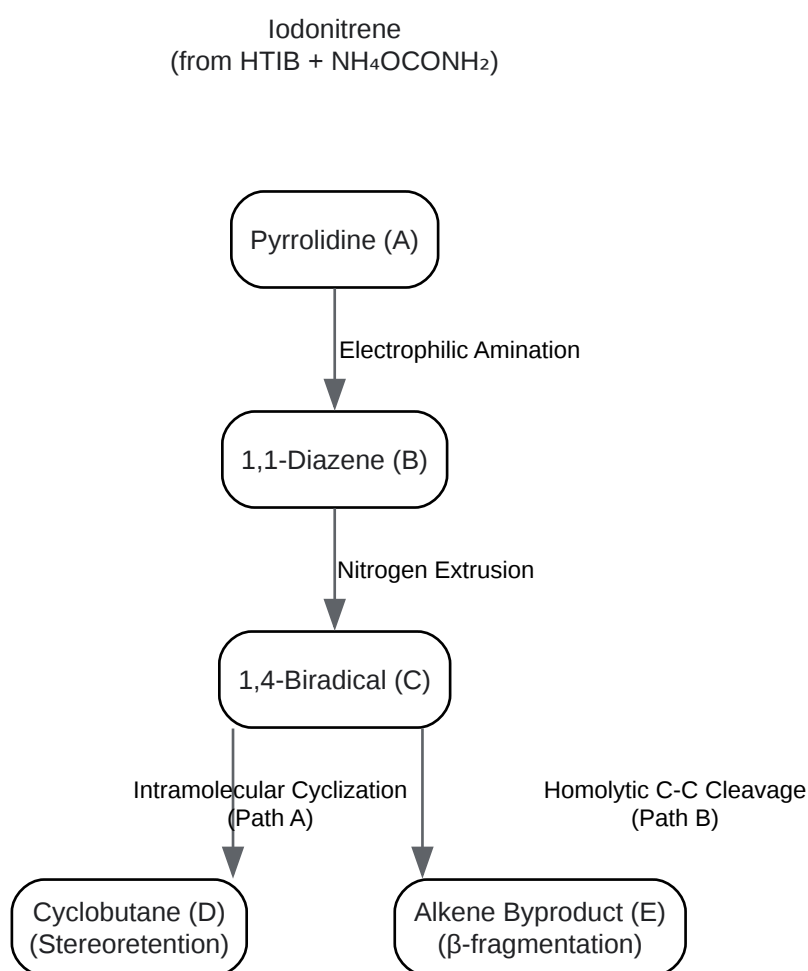 Iodonitrene
(from HTIB + NH₄OCONH₂)
Pyrrolidine (A)
Electrophilic Amination
1,1-Diazene (B)
Nitrogen Extrusion
1,4-Biradical (C)
Intramolecular Cyclization
(Path A)
Homolytic C-C Cleavage
(Path B)
Cyclobutane (D)
(Stereoretention)
Alkene Byproduct (E)
(β-fragmentation)